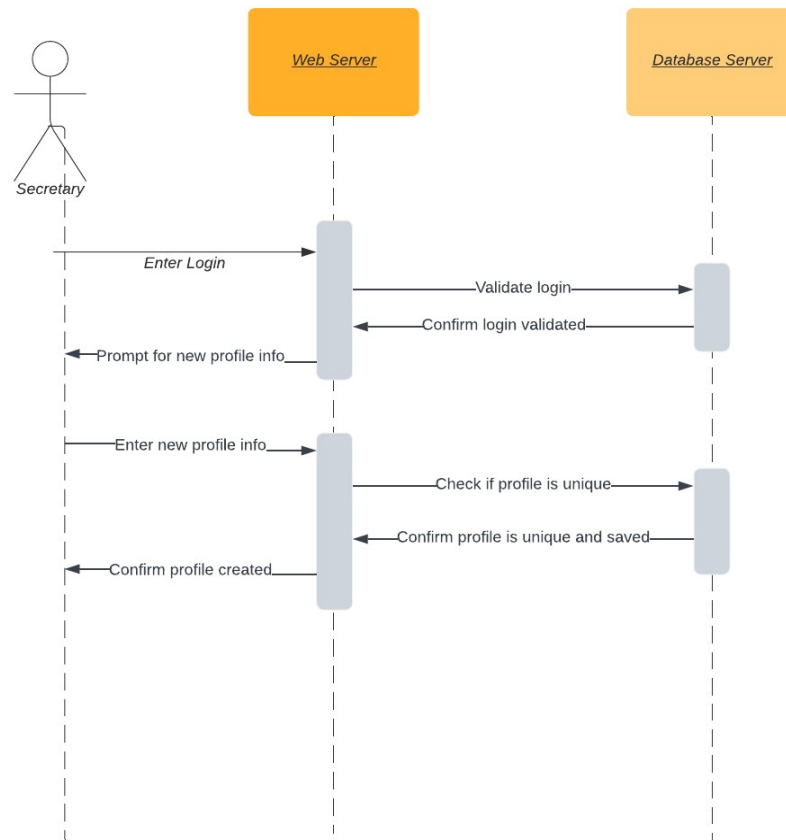 Web Server
Database Server
Secretary
Enter Login
Validate login
Confirm login validated
Prompt for new profile info
Enter new profile info
Check if profile is unique
Confirm profile is unique and saved
Confirm profile created